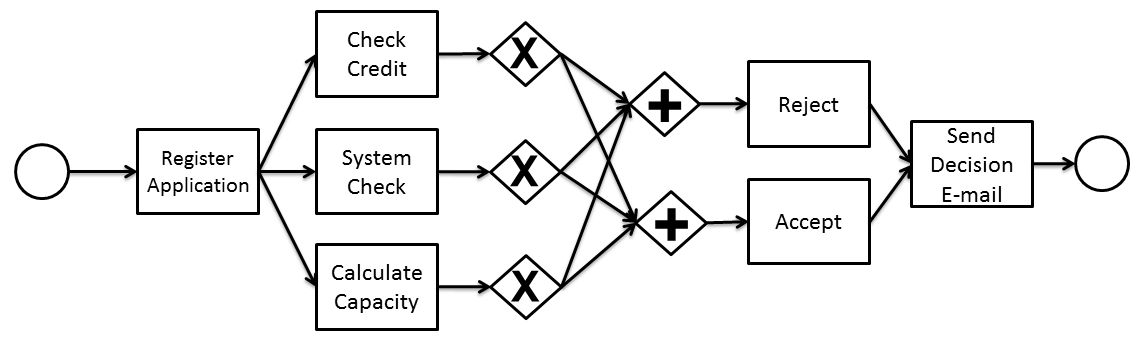 Check
Credit
X
Register
Application
System
Check
X
Calculate
Capacity
X
+
+
Reject
Accept
Send
Decision
E-mail